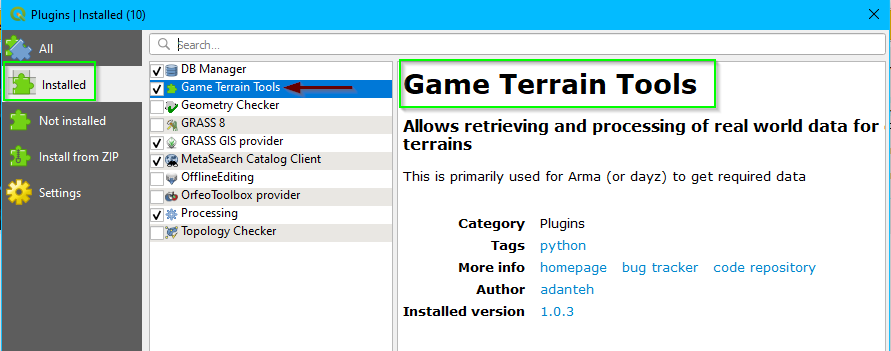 Plugins | Installed (10)
All
Installed
Not installed
Install from ZIP
Settings
Search...
DB Manager
Game Terrain Tools
Geometry Checker
GRASS 8
GRASS GIS provider
MetaSearch Catalog Client
OfflineEditing
OrfeoToolbox provider
Processing
Topology Checker
Game Terrain Tools
Allows retrieving and processing of real world data for
terrains
This is primarily used for Arma (or dayz) to get required data
Category Plugins
Tags python
More info homepage bug tracker code repository
Author adanteh
Installed version 1.0.3